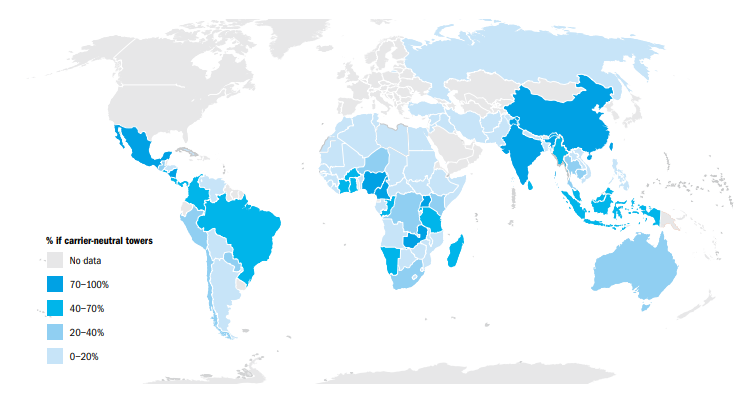 % if carrier-neutral towers
No data
70–100%
40–70%
20–40%
0–20%